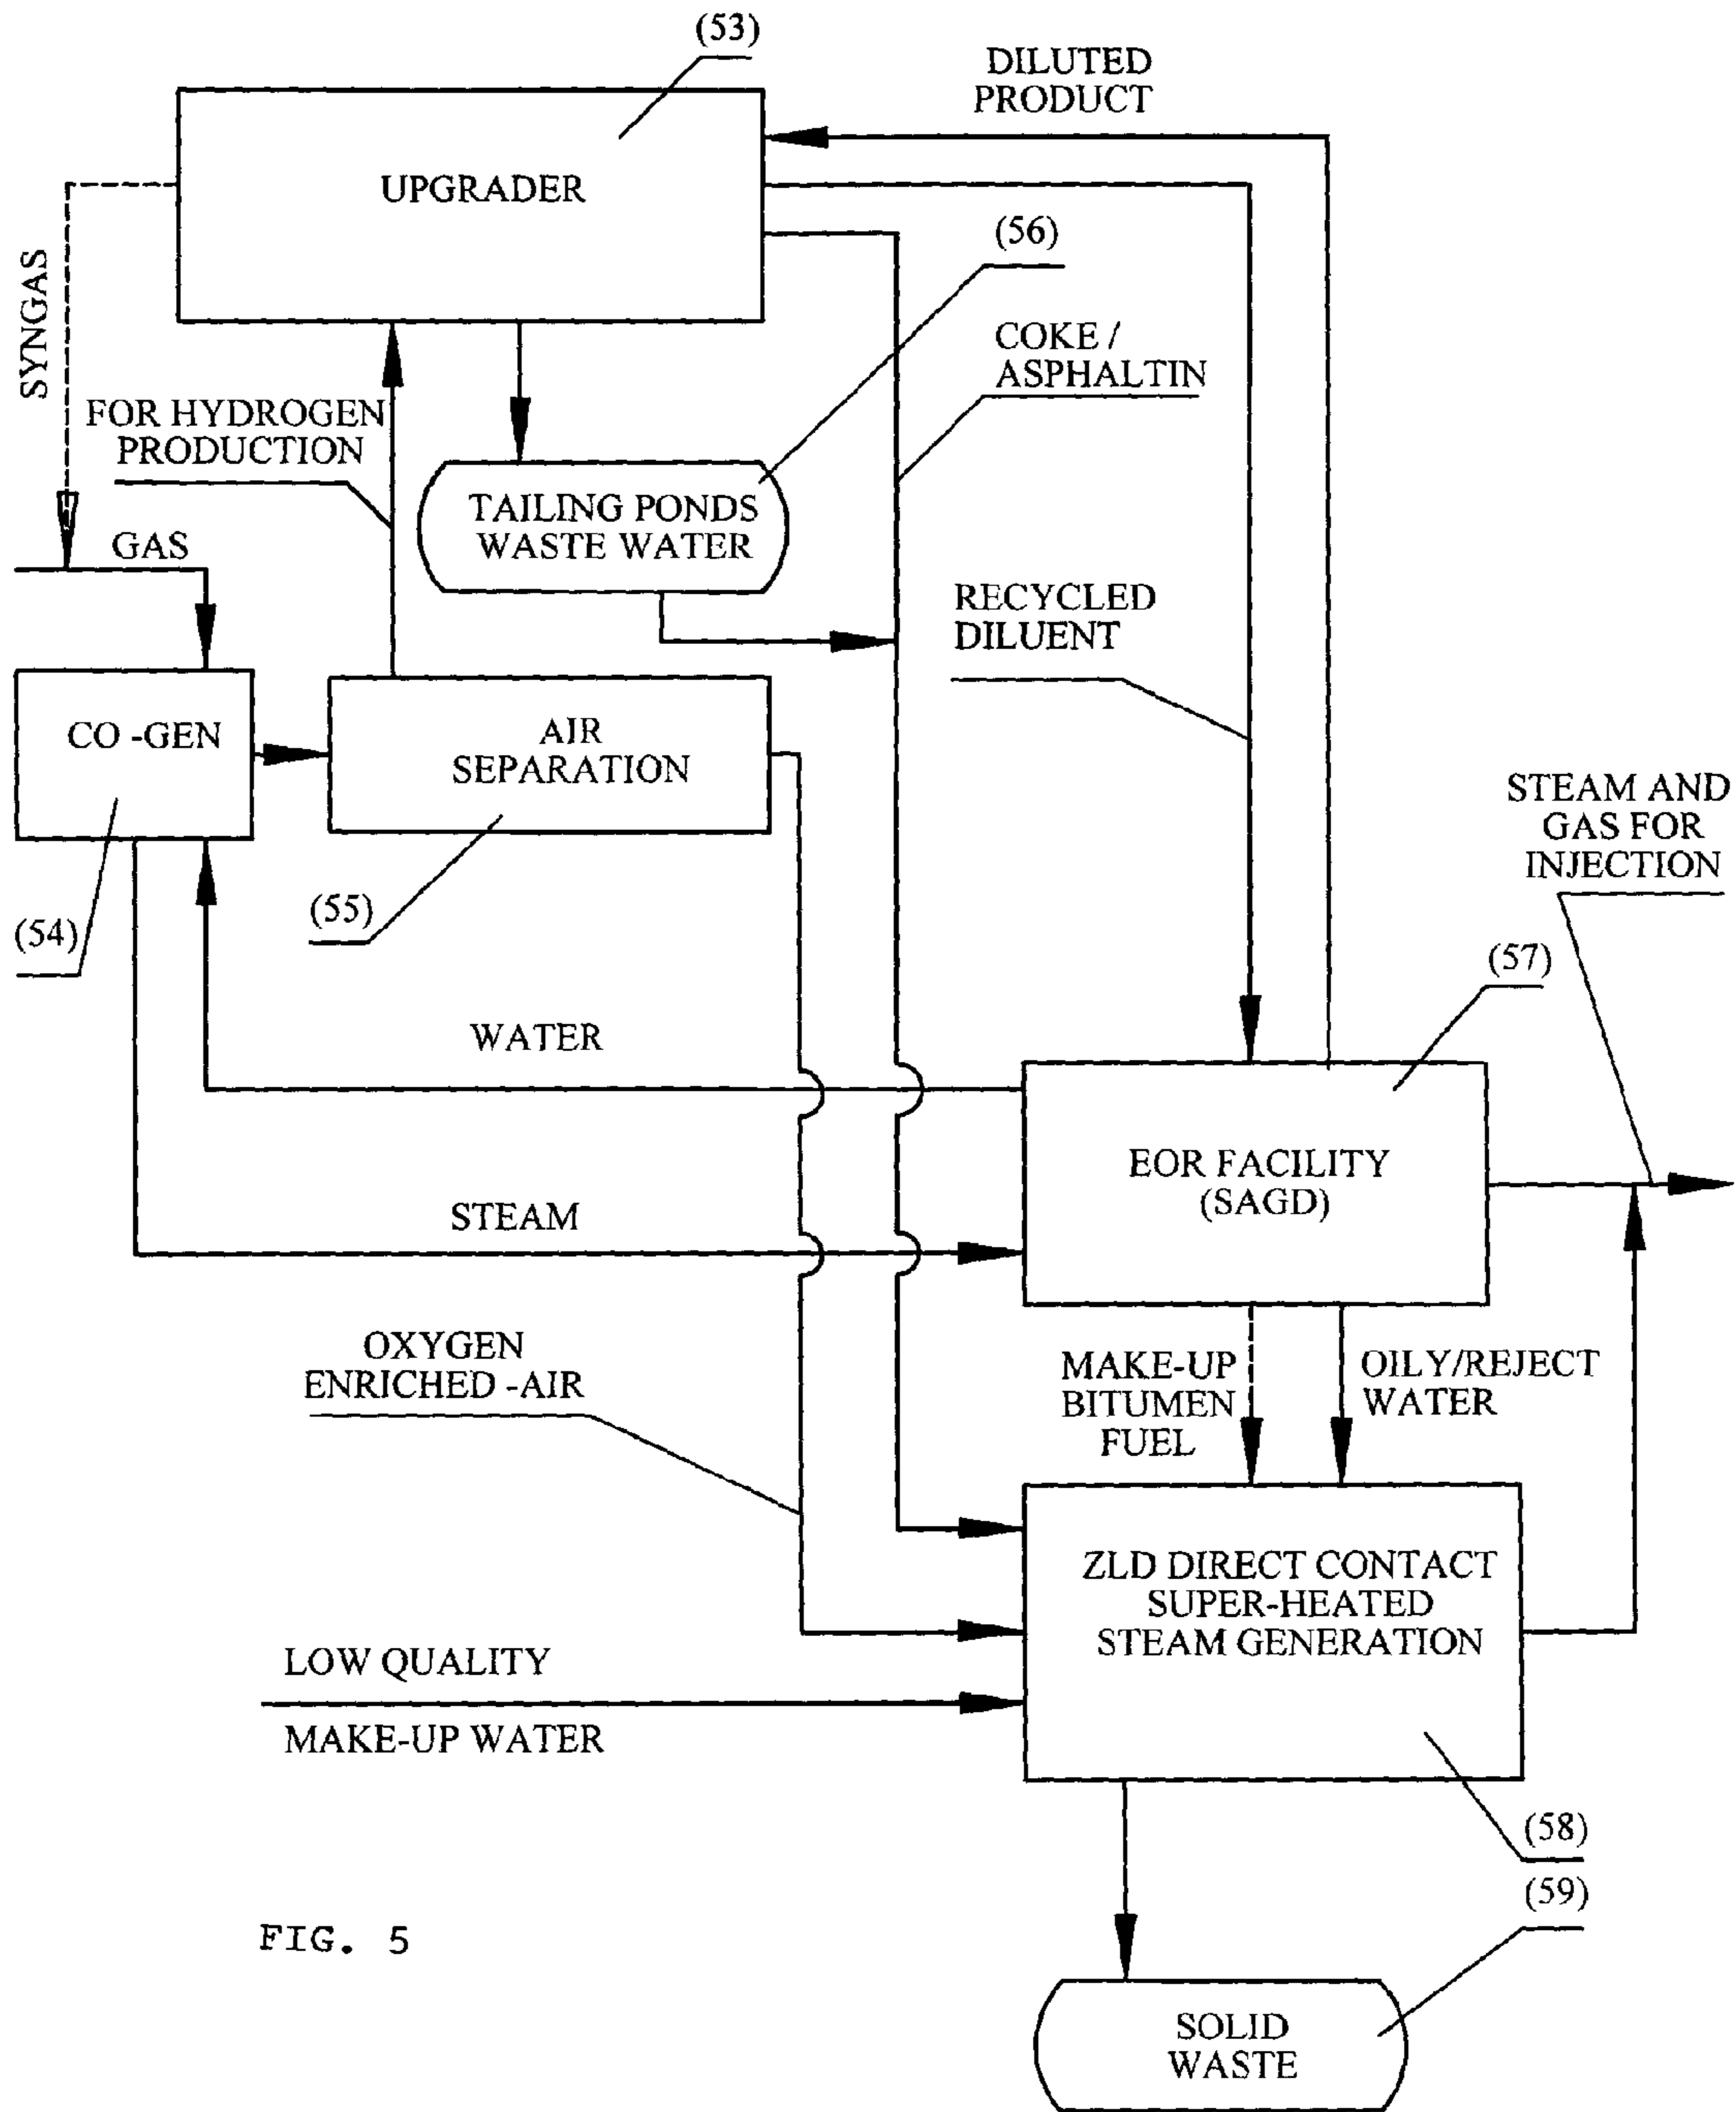 (53)
DILUTED
PRODUCT
UPGRADER
(56)
SYNGAS
COKE /
ASPHALTIN
FOR HYDROGEN
PRODUCTION
TAILING PONDS
WASTE WATER
GAS
RECYCLED
DILUENT
CO -GEN
AIR
SEPARATION
STEAM AND
GAS FOR
INJECTION
(54)
(55)
(57)
WATER
EOR FACILITY
(SAGD)
STEAM
OXYGEN
ENRICHED -AIR
MAKE-UP
BITUMEN
FUEL
OILY/REJECT
WATER
ZLD DIRECT CONTACT
SUPER-HEATED
STEAM GENERATION
LOW QUALITY
MAKE-UP WATER
(58)
(59)
FIG. 5
SOLID
WASTE